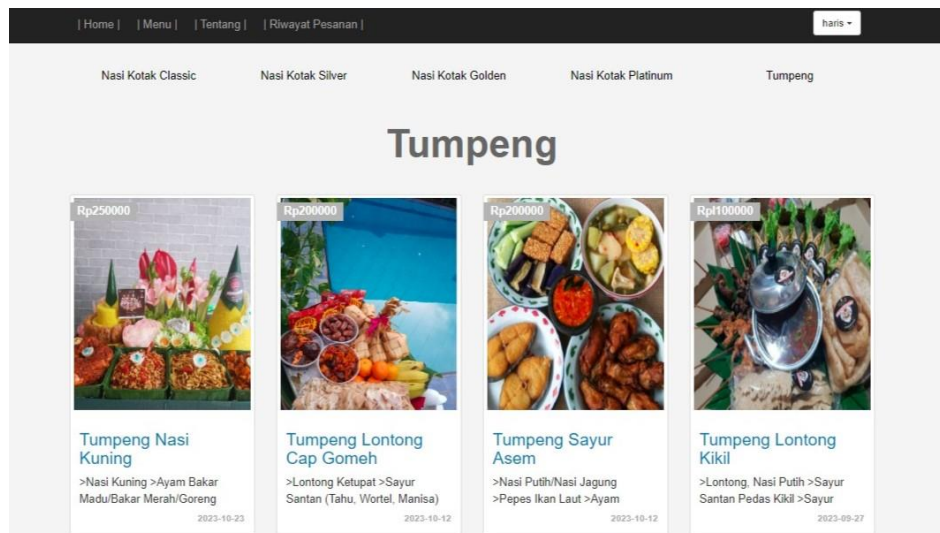 | Home | | Menu | | Tentang | | Riwayat Pesanan | haris
Nasi Kotak Classic Nasi Kotak Silver Nasi Kotak Golden Nasi Kotak Platinum Tumpeng
Tumpeng
Rp250000
Tumpeng Nasi
Kuning
>Nasi Kuning >Ayam Bakar
Madu/Bakar Merah/Goreng
2023-10-23
Rp200000
Tumpeng Lontong
Cap Gomeh
>Lontong Ketupat >Sayur
Santan (Tahu, Wortel, Manisa)
2023-10-12
Rp200000
Tumpeng Sayur
Asem
>Nasi Putih/Nasi Jagung
>Pepes Ikan Laut >Ayam
2023-10-12
Rpl100000
Tumpeng Lontong
Kikil
>Lontong, Nasi Putih >Sayur
Santan Pedas Kikil >Sayur
2023-09-27